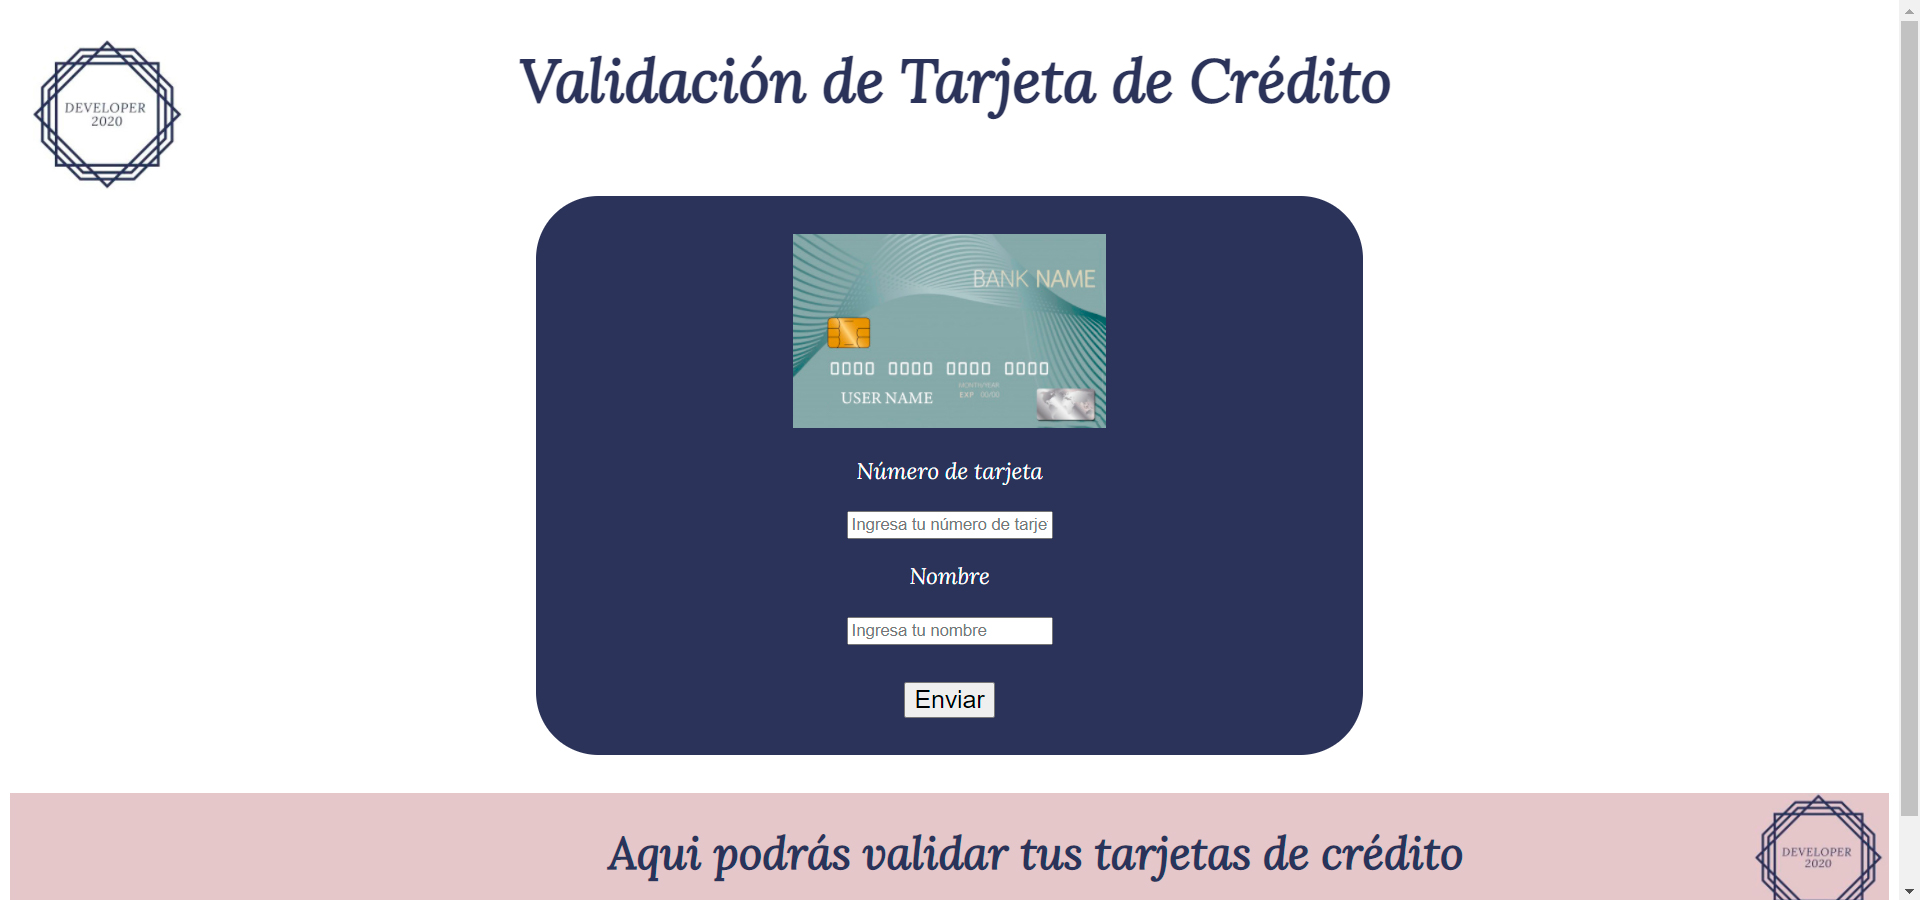 DEVELOPER
2020
Validación de Tarjeta de Crédito
BANK NAME
0000 0000 0000 0000
MONTH/YEAR
USER NAME
EXP 00/00
Número de tarjeta
Ingresa tu número de tarje
Nombre
Ingresa tu nombre
Enviar
Aqui podrás validar tus tarjetas de crédito
DEVELOPER
2020